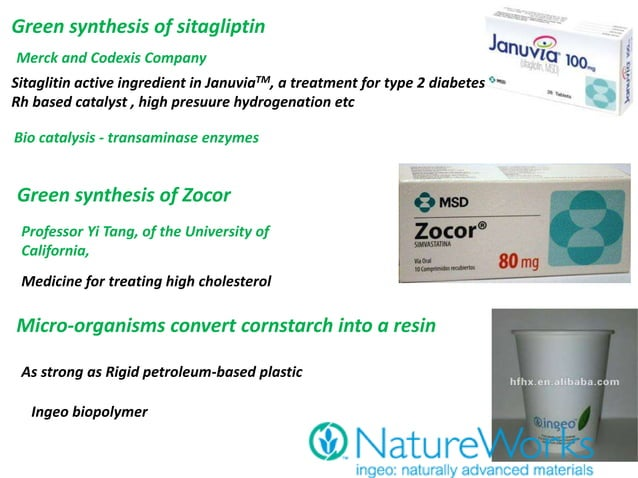 Green synthesis of sitagliptin
Merck and Codexis Company
Sitaglitin active ingredient in Januvia™, a treatment for type 2 diabetes
Rh based catalyst , high presuure hydrogenation etc
Bio catalysis - transaminase enzymes
Januvia® 100mg
(sitagliptin, MSD)
28 Tablets
Green synthesis of Zocor
Professor Yi Tang, of the University of
California,
Medicine for treating high cholesterol
MSD
Zocor®
SIMVASTATINA
Vía Oral
10 Comprimidos recubiertos
80 mg
Micro-organisms convert cornstarch into a resin
As strong as Rigid petroleum-based plastic
Ingeo biopolymer
hfhx.en.alibaba.com
ingeo
NatureWorks
ingeo: naturally advanced materials